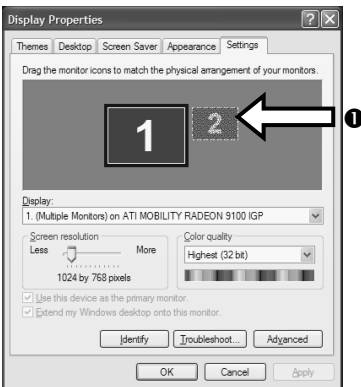 Display Properties
Themes Desktop Screen Saver Appearance Settings
Drag the monitor icons to match the physical arrangement of your monitors.
1 2
❶
Display:
1. (Multiple Monitors) on ATI MOBILITY RADEON 9100 IGP
Screen resolution
Less More
1024 by 768 pixels
Color quality
Highest (32 bit)
Use this device as the primary monitor.
Extend my Windows desktop onto this monitor.
Identify Troubleshoot... Advanced
OK Cancel Apply